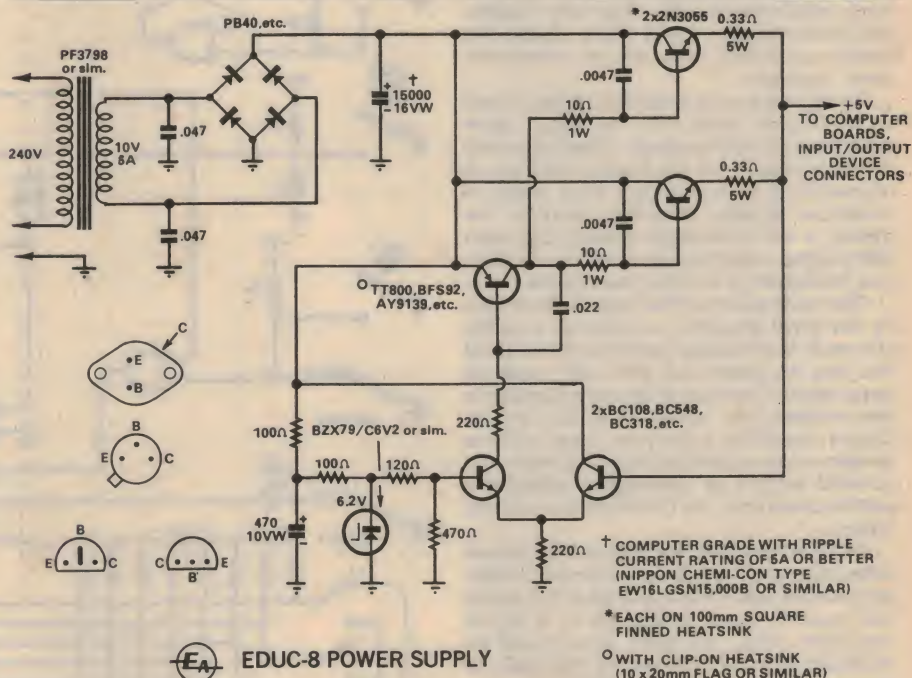 PB40,etc.
*2x2N3055
0.33Ω
5W
PF3798
or sim.
†
15000
16VW
+
−
.0047
10Ω
1W
+5V
TO COMPUTER
BOARDS,
INPUT/OUTPUT
DEVICE
CONNECTORS
240V
10V
5A
.047
.047
0.33Ω
5W
.0047
10Ω
1W
○ TT800,BFS92,
AY9139,etc.
.022
C
E
B
B
E
C
B
E
C
C
E
B
100Ω
BZX79/C6V2 or sim.
220Ω
2xBC108,BC548,
BC318,etc.
100Ω
120Ω
470
10VW
+
−
6.2V
470Ω
220Ω
† COMPUTER GRADE WITH RIPPLE
CURRENT RATING OF 5A OR BETTER
(NIPPON CHEMI-CON TYPE
EW16LGSN15,000B OR SIMILAR)
* EACH ON 100mm SQUARE
FINNED HEATSINK
EA EDUC-8 POWER SUPPLY
○ WITH CLIP-ON HEATSINK
(10 x 20mm FLAG OR SIMILAR)